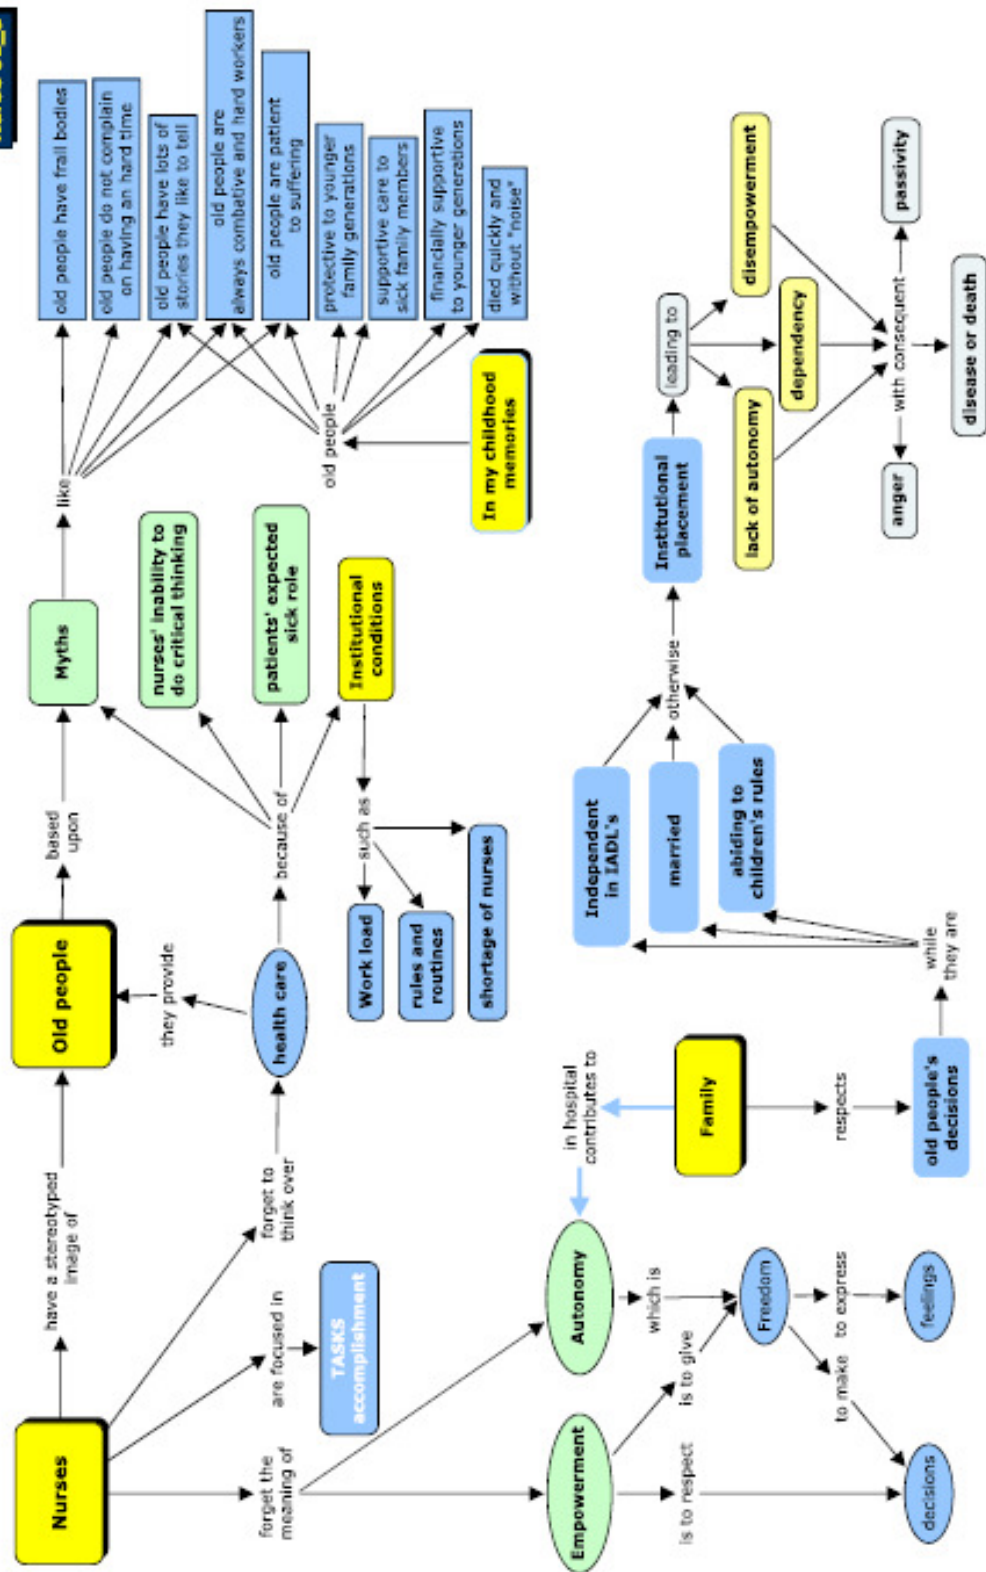 Nurses
have a stereotyped
image of
Old people
based
upon
Myths
like
old people have frail bodies
old people do not complain
on having an hard time
old people have lots of
stories they like to tell
old people are
always combative and hard workers
old people are patient
to suffering
protective to younger
family generations
supportive care to
sick family members
financially supportive
to younger generations
died quickly and
without "noise"
old people
In my childhood
memories
forget to
think over
they provide
health care
because of
nurses' inability to
do critical thinking
patients' expected
sick role
Institutional
conditions
such as
Work load
rules and
routines
shortage of nurses
are focused in
TASKS
accomplishment
forget the
meaning of
Empowerment
Autonomy
is to respect
is to give
which is
Freedom
to make
to express
decisions
feelings
in hospital
contributes to
Family
respects
old people's
decisions
while
they are
Independent
in IADL's
married
abiding to
children's rules
otherwise
Institutional
placement
leading to
lack of autonomy
dependency
disempowerment
with consequent
anger
disease or death
passivity